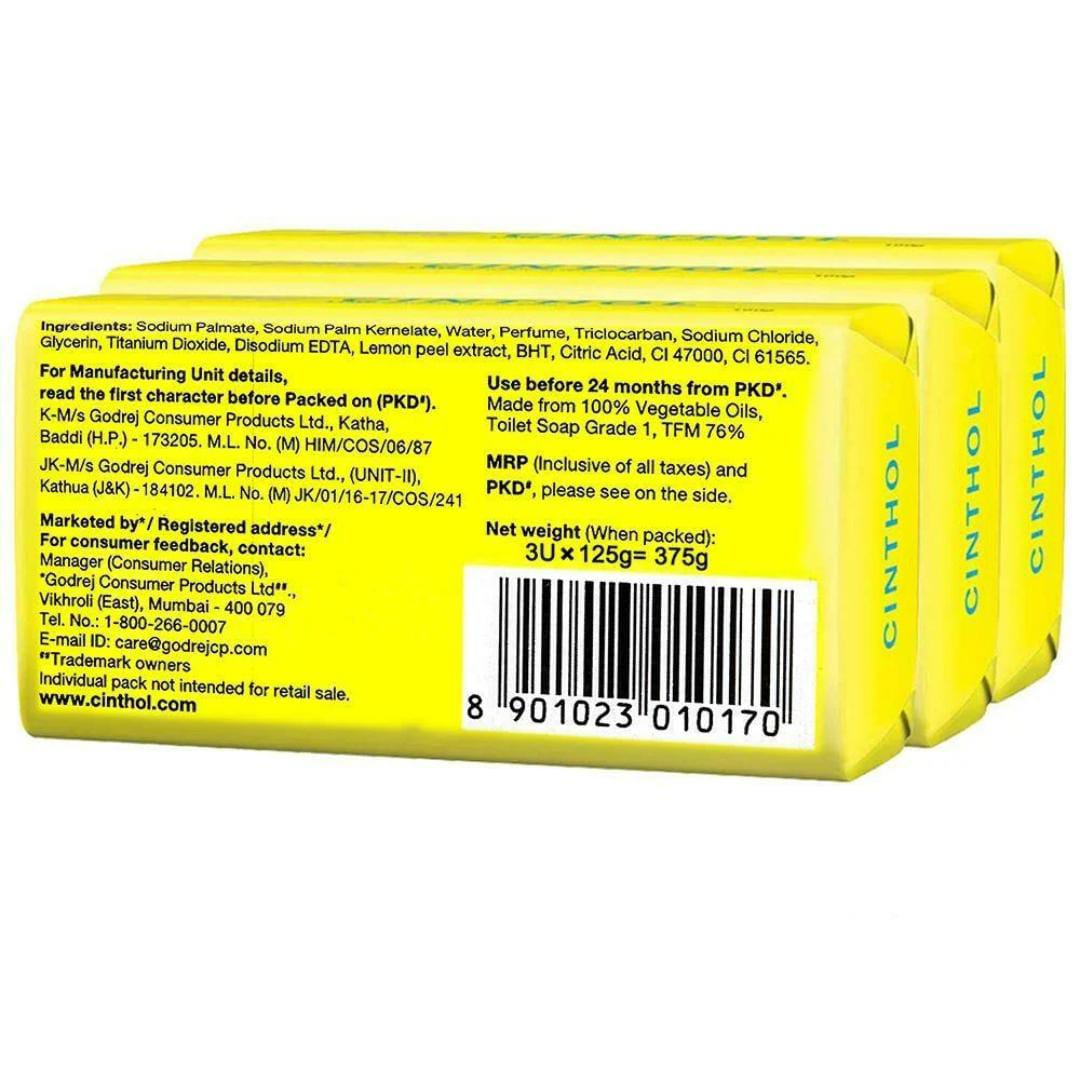 CINTHOL
CINTHOL
CINTHOL
Ingredients: Sodium Palmate, Sodium Palm Kernelate, Water, Perfume, Triclocarban, Sodium Chloride,
Glycerin, Titanium Dioxide, Disodium EDTA, Lemon peel extract, BHT, Citric Acid, CI 47000, CI 61565.
For Manufacturing Unit details,
read the first character before Packed on (PKD#).
K-M/s Godrej Consumer Products Ltd., Katha,
Baddi (H.P.) - 173205. M.L. No. (M) HIM/COS/06/87
JK-M/s Godrej Consumer Products Ltd., (UNIT-II),
Kathua (J&K) -184102. M.L. No. (M) JK/01/16-17/COS/241
Marketed by*/ Registered address*/
For consumer feedback, contact:
Manager (Consumer Relations),
*Godrej Consumer Products Ltd##.,
Vikhroli (East), Mumbai - 400 079
Tel. No.: 1-800-266-0007
E-mail ID: care@godrejcp.com
##Trademark owners
Individual pack not intended for retail sale.
www.cinthol.com
Use before 24 months from PKD#.
Made from 100% Vegetable Oils,
Toilet Soap Grade 1, TFM 76%
MRP (Inclusive of all taxes) and
PKD#, please see on the side.
Net weight (When packed):
3U × 125g= 375g
8 901023 010170
CINTHOL
CINTHOL
CINTHOL